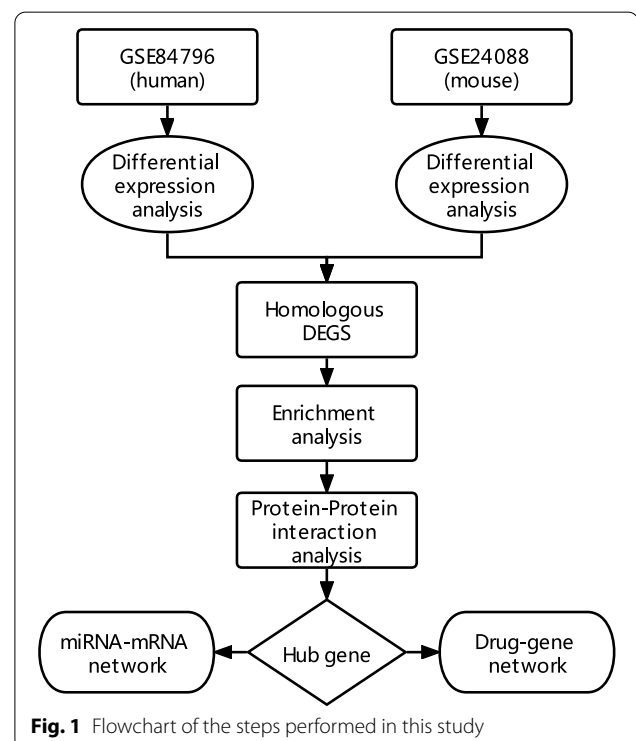 GSE84796
(human)
GSE24088
(mouse)
Differential
expression
analysis
Differential
expression
analysis
Homologous
DEGS
Enrichment
analysis
Protein-Protein
interaction
analysis
miRNA-mRNA
network
Hub gene
Drug-gene
network
Fig. 1 Flowchart of the steps performed in this study